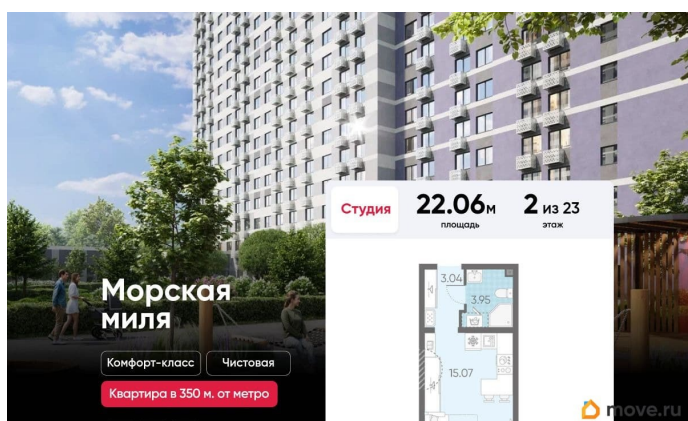 Студия
22.06м
площадь
2 из 23
этаж
3.04
3.95
15.07
Морская
миля
Комфорт-класс
Чистовая
Квартира в 350 м. от метро
move.ru